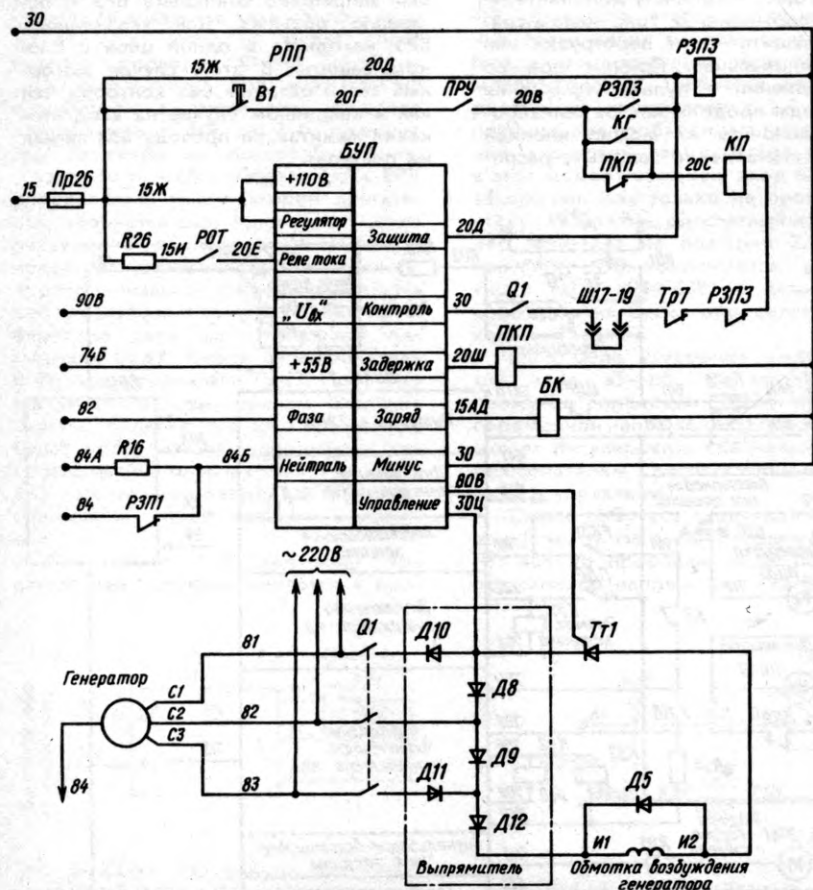 30
РПП
РЗПЗ
15Ж
20Д
В1
20Г
ПРУ
20В
РЗПЗ
КГ
КП
ПКП
20С
БУП
15
Пр26
15Ж
+110В
Регулятор
Защита
20Д
R26
15И
РОТ
20Е
Реле тока
Q1
Ш17-19
Тр7
РЗПЗ
90В
„Uвх“
Контроль
30
ПКП
74Б
+55В
Задержка
20Ш
БК
82
Фаза
Заряд
15АД
84А
R16
84Б
Нейтраль
Минус
30
80В
84
РЗП1
Управление
30Ц
~220В
81
Q1
Д10
Тт1
Генератор
С1
С2
С3
82
Д8
Д9
83
Д11
Д5
84
Д12
И1
И2
Выпрямитель
Обмотка возбуждения
генератора